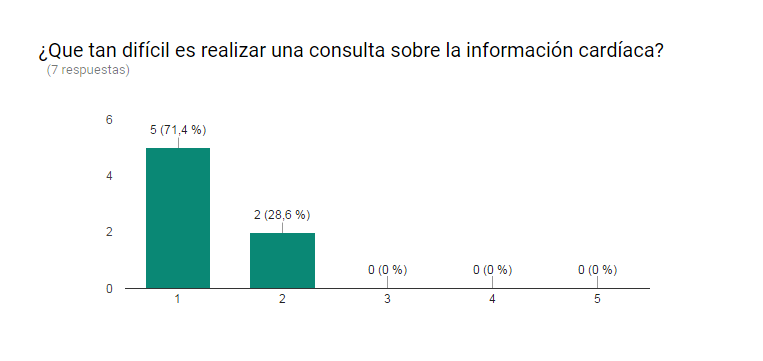 ¿Que tan difícil es realizar una consulta sobre la información cardíaca?
(7 respuestas)
6
5 (71,4 %)
4
2 (28,6 %)
2
0 (0 %) 0 (0 %) 0 (0 %)
0
1 2 3 4 5